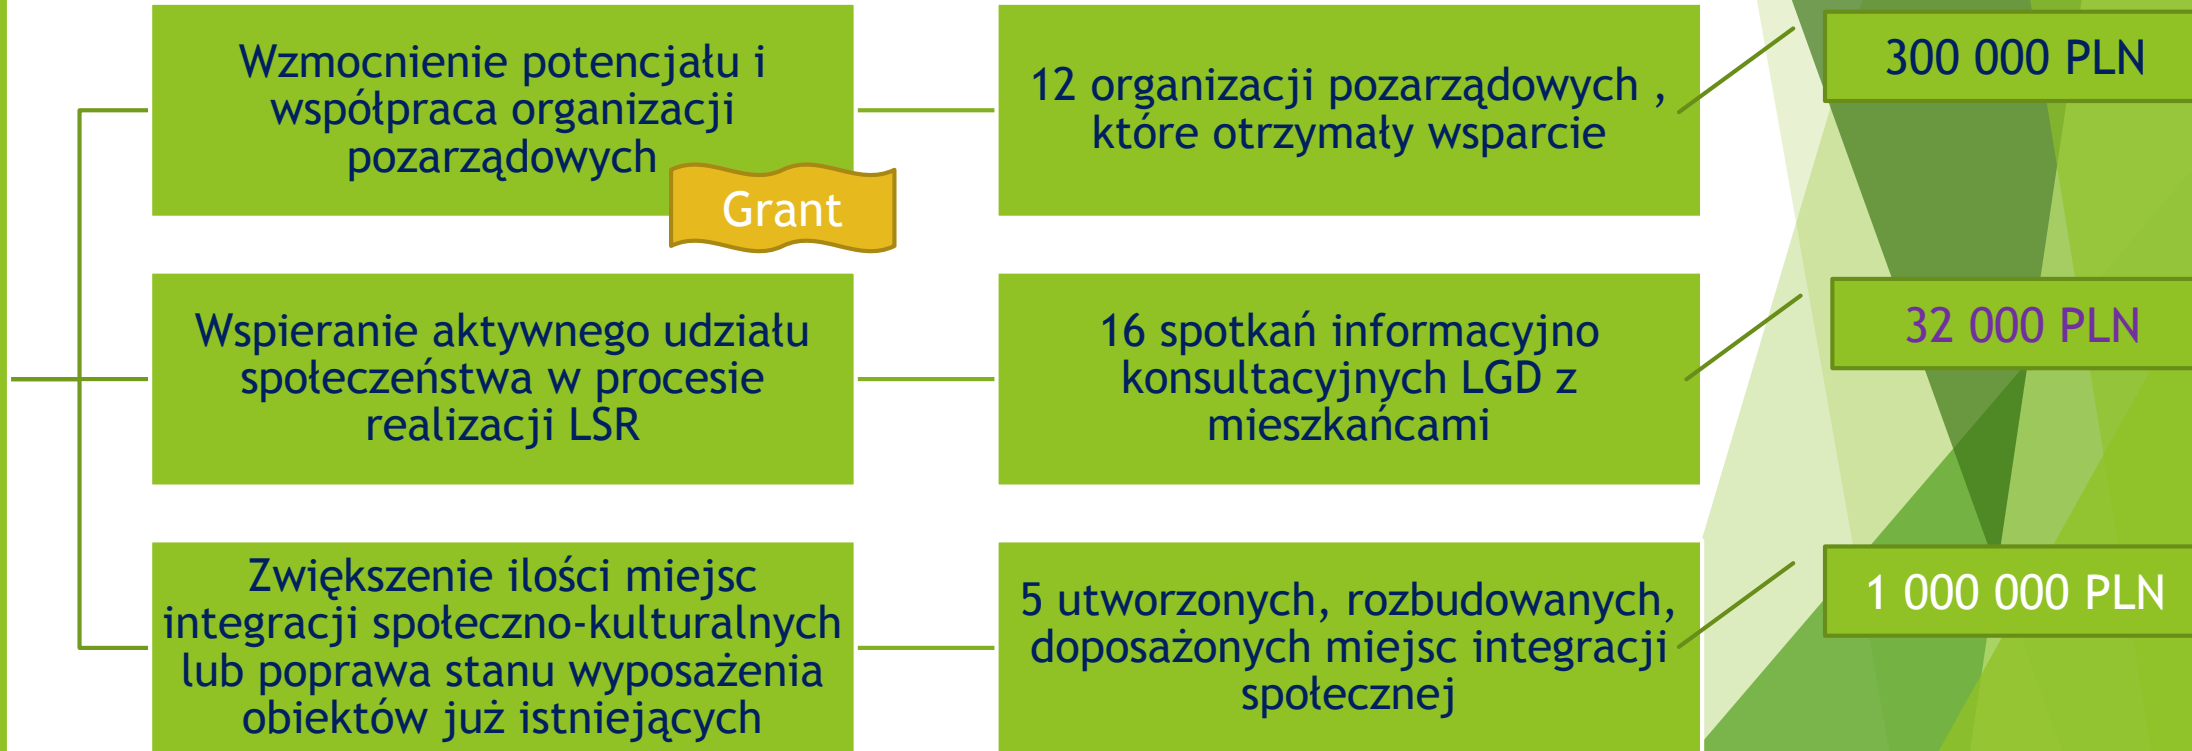 Wzmocnienie potencjału i
współpraca organizacji
pozarządowych
Grant
12 organizacji pozarządowych ,
które otrzymały wsparcie
300 000 PLN
Wspieranie aktywnego udziału
społeczeństwa w procesie
realizacji LSR
16 spotkań informacyjno
konsultacyjnych LGD z
mieszkańcami
32 000 PLN
Zwiększenie ilości miejsc
integracji społeczno-kulturalnych
lub poprawa stanu wyposażenia
obiektów już istniejących
5 utworzonych, rozbudowanych,
doposażonych miejsc integracji
społecznej
1 000 000 PLN